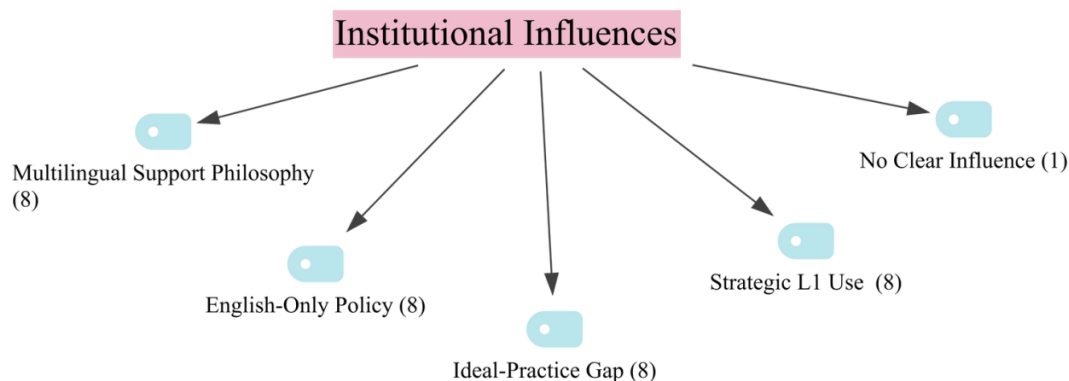 Institutional Influences
Multilingual Support Philosophy
(8)
English-Only Policy (8)
Ideal-Practice Gap (8)
Strategic L1 Use (8)
No Clear Influence (1)